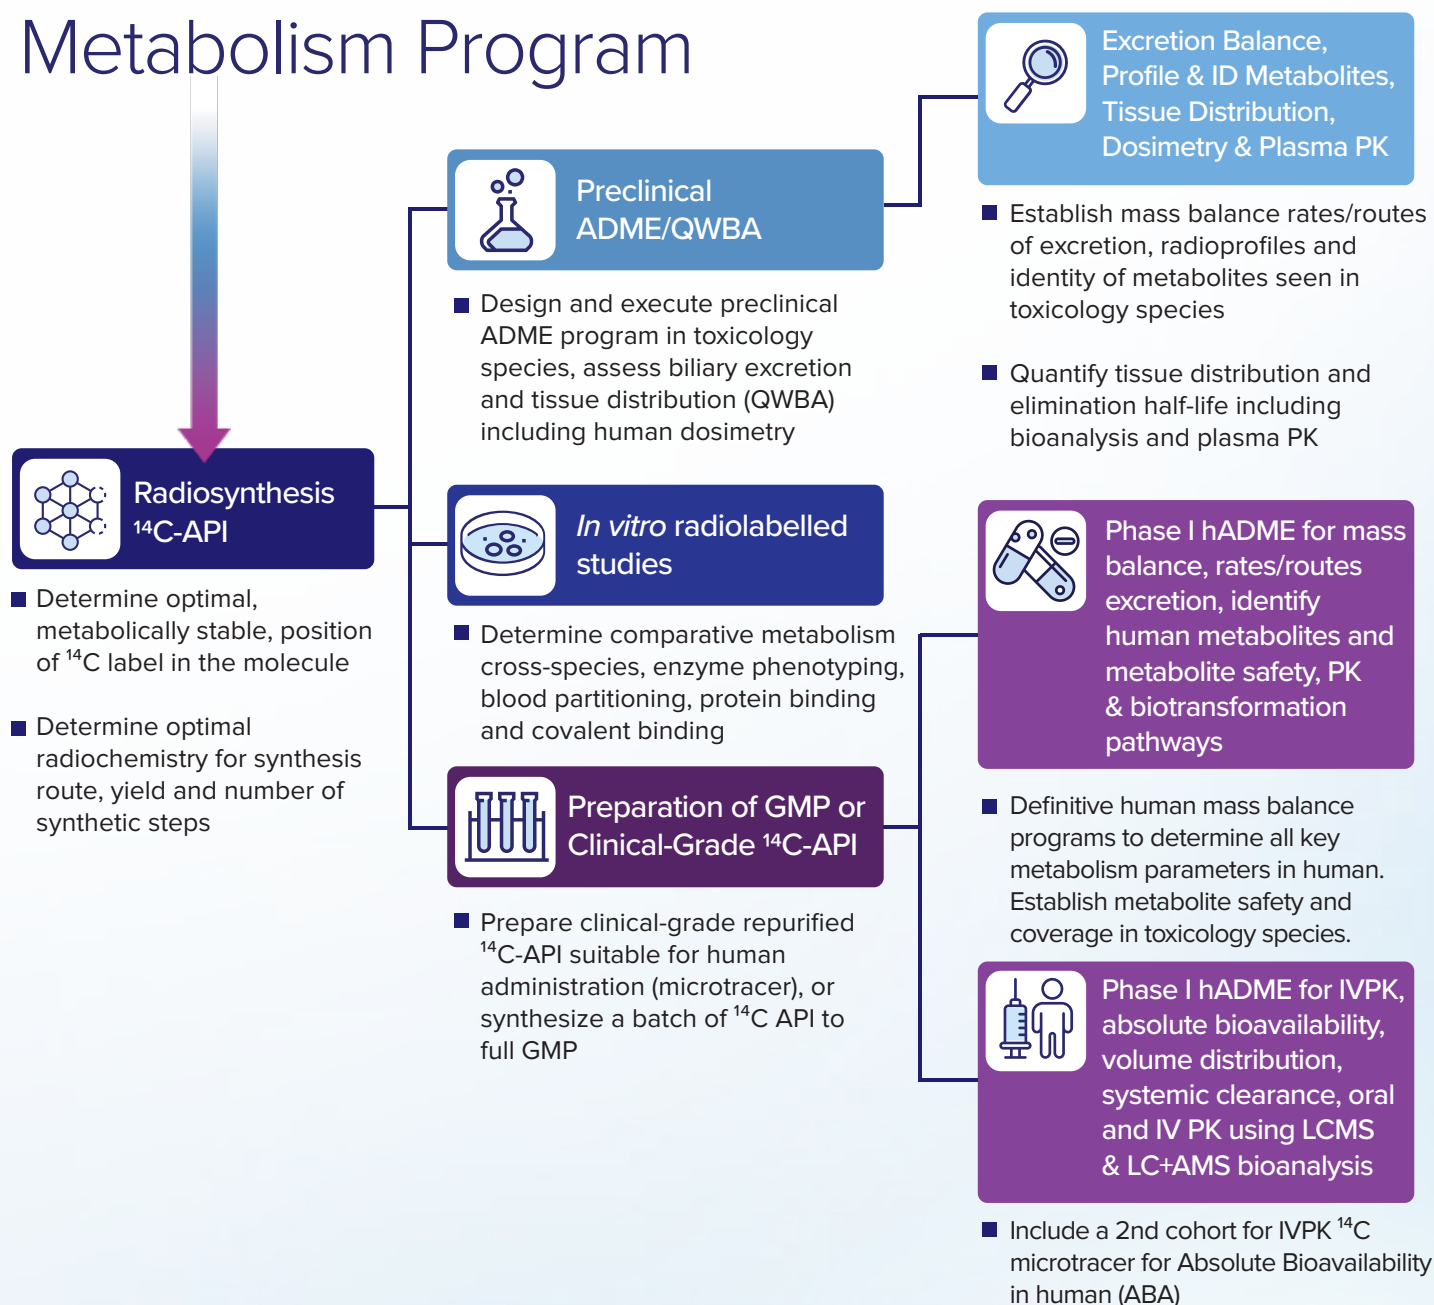 Metabolism Program
Radiosynthesis
¹⁴C-API
Determine optimal,
metabolically stable, position
of ¹⁴C label in the molecule
Determine optimal
radiochemistry for synthesis
route, yield and number of
synthetic steps
Preclinical
ADME/QWBA
Design and execute preclinical
ADME program in toxicology
species, assess biliary excretion
and tissue distribution (QWBA)
including human dosimetry
In vitro radiolabelled
studies
Determine comparative metabolism
cross-species, enzyme phenotyping,
blood partitioning, protein binding
and covalent binding
Preparation of GMP or
Clinical-Grade ¹⁴C-API
Prepare clinical-grade repurified
¹⁴C-API suitable for human
administration (microtracer), or
synthesize a batch of ¹⁴C API to
full GMP
Excretion Balance,
Profile & ID Metabolites,
Tissue Distribution,
Dosimetry & Plasma PK
Establish mass balance rates/routes
of excretion, radioprofiles and
identity of metabolites seen in
toxicology species
Quantify tissue distribution and
elimination half-life including
bioanalysis and plasma PK
Phase I hADME for mass
balance, rates/routes
excretion, identify
human metabolites and
metabolite safety, PK
& biotransformation
pathways
Definitive human mass balance
programs to determine all key
metabolism parameters in human.
Establish metabolite safety and
coverage in toxicology species.
Phase I hADME for IVPK,
absolute bioavailability,
volume distribution,
systemic clearance, oral
and IV PK using LCMS
& LC+AMS bioanalysis
Include a 2nd cohort for IVPK ¹⁴C
microtracer for Absolute Bioavailability
in human (ABA)